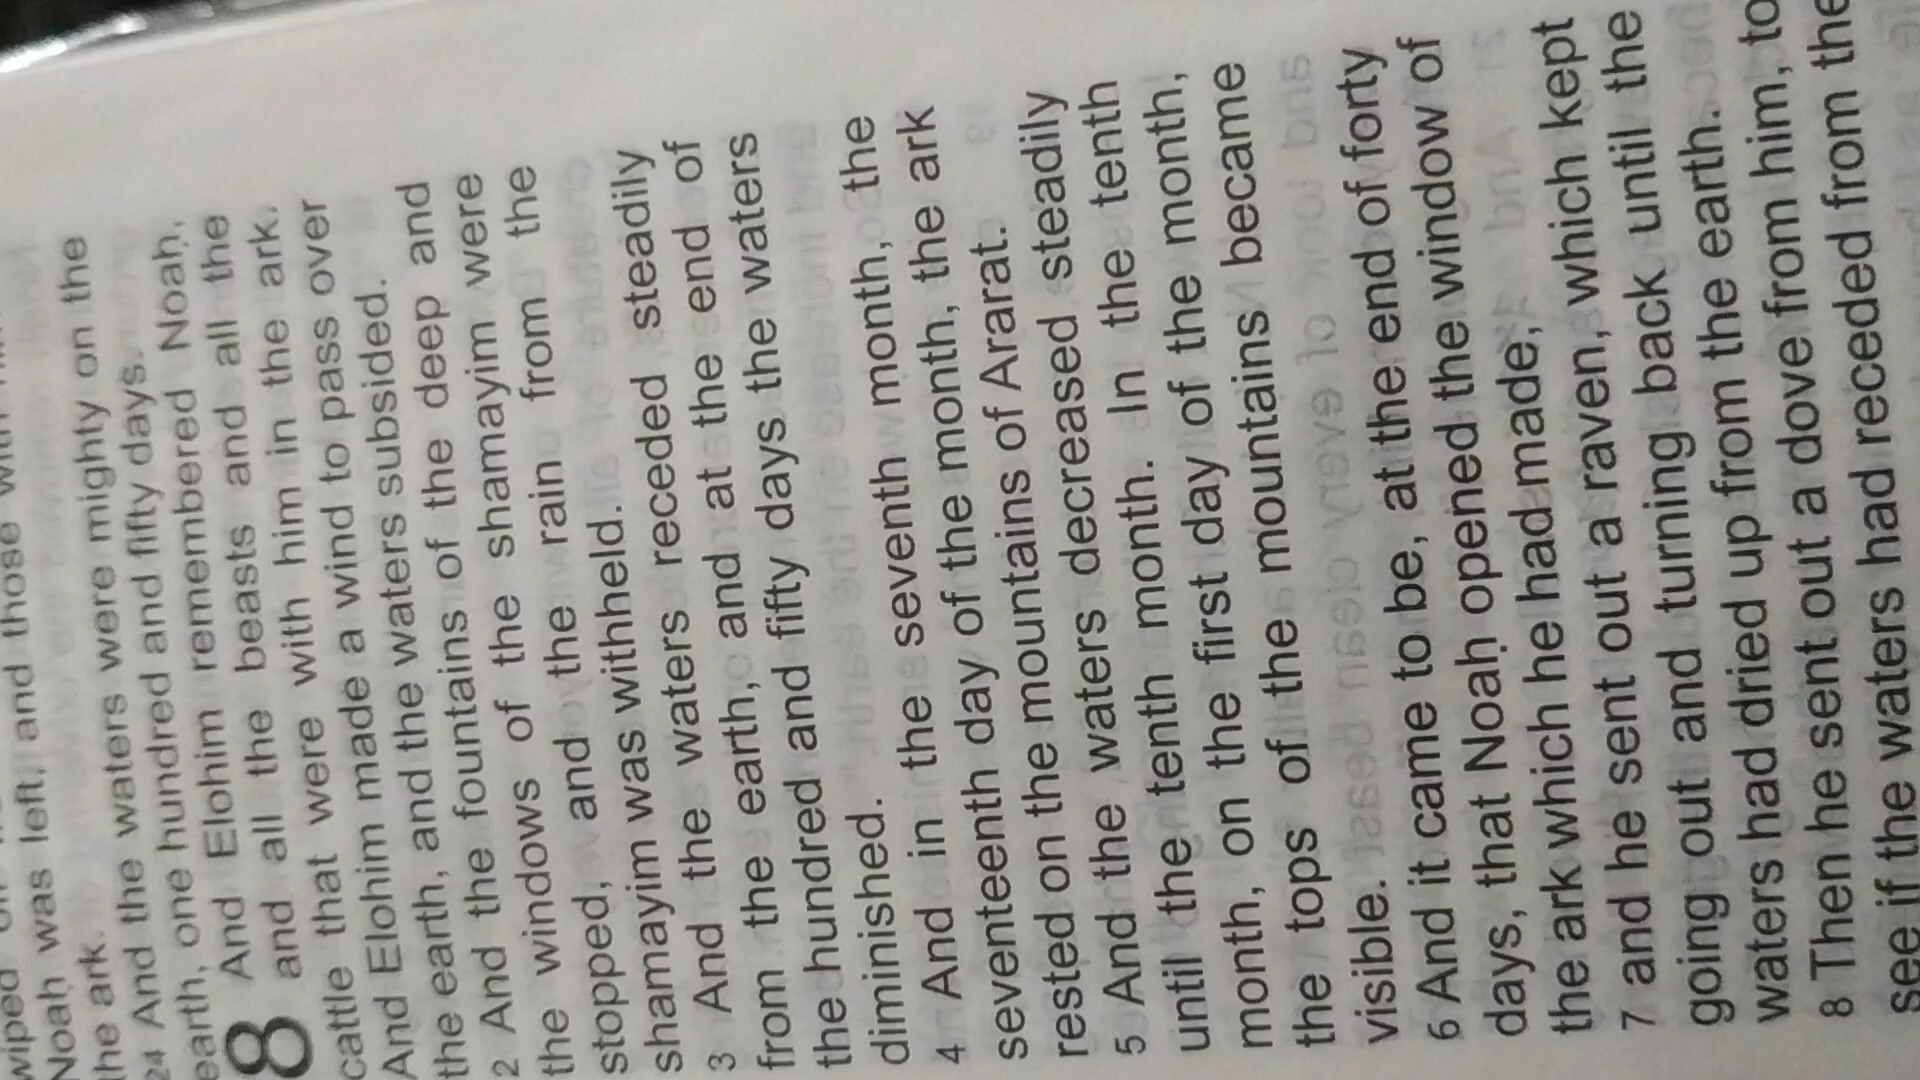 wiped
Noaḥ was left, and those with
the ark.
24 And the waters were mighty on the
earth, one hundred and fifty days.
8 And Elohim remembered Noaḥ,
and all the beasts and all the
cattle that were with him in the ark.
And Elohim made a wind to pass over
the earth, and the waters subsided.
2 And the fountains of the deep and
the windows of the shamayim were
stopped, and the rain from the
shamayim was withheld.
3 And the waters receded steadily
from the earth, and at the end of
the hundred and fifty days the waters
diminished.
4 And in the seventh month, the
seventeenth day of the month, the ark
rested on the mountains of Ararat.
5 And the waters decreased steadily
until the tenth month. In the tenth
month, on the first day of the month,
the tops of the mountains became
visible.
6 And it came to be, at the end of forty
days, that Noaḥ opened the window of
the ark which he had made,
7 and he sent out a raven, which kept
going out and turning back until the
waters had dried up from the earth.
8 Then he sent out a dove from him, to
see if the waters had receded from the